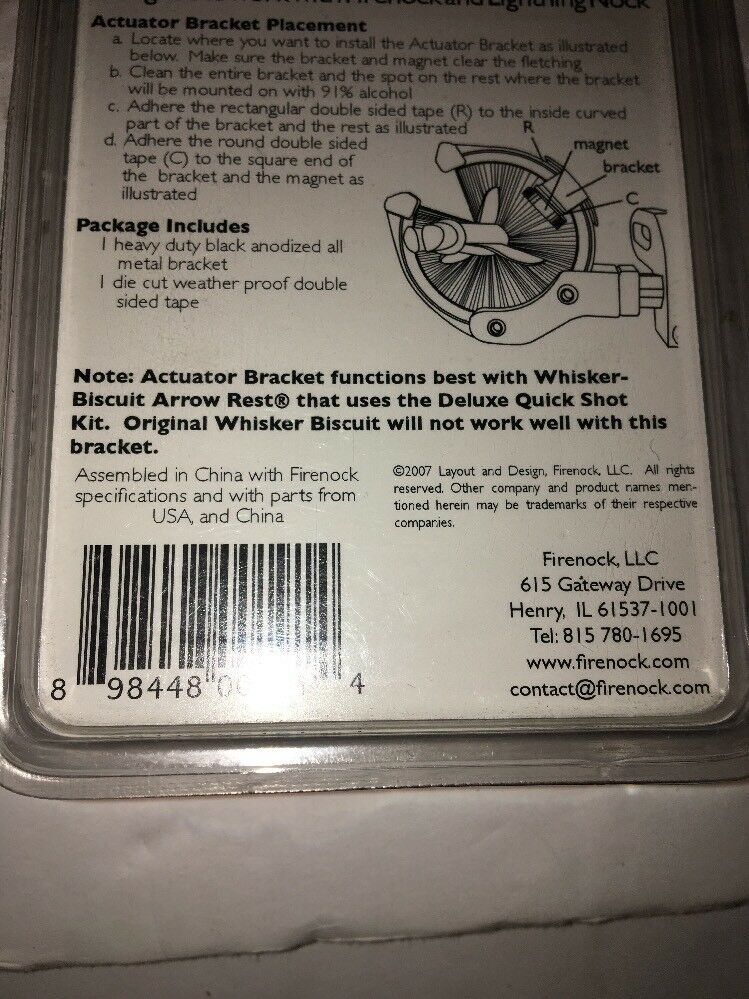 and Lightning Nock
Actuator Bracket Placement
a. Locate where you want to install the Actuator Bracket as illustrated
below. Make sure the bracket and magnet clear the fletching
b. Clean the entire bracket and the spot on the rest where the bracket
will be mounted on with 91% alcohol
c. Adhere the rectangular double sided tape (R) to the inside curved
part of the bracket and the rest as illustrated
d. Adhere the round double sided
tape (C) to the square end of
the bracket and the magnet as
illustrated
R
magnet
bracket
C
Package Includes
1 heavy duty black anodized all
metal bracket
1 die cut weather proof double
sided tape
Note: Actuator Bracket functions best with Whisker-
Biscuit Arrow Rest® that uses the Deluxe Quick Shot
Kit. Original Whisker Biscuit will not work well with this
bracket.
Assembled in China with Firenock
specifications and with parts from
USA, and China
©2007 Layout and Design, Firenock, LLC. All rights
reserved. Other company and product names men-
tioned herein may be trademarks of their respective
companies.
Firenock, LLC
615 Gateway Drive
Henry, IL 61537-1001
Tel: 815 780-1695
www.firenock.com
contact@firenock.com
8 98448 4